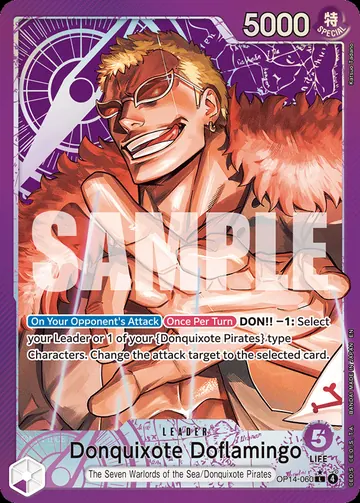 5000
特
SPECIAL
SAMPLE
On Your Opponent's Attack Once Per Turn DON!! −1: Select
your Leader or 1 of your {Donquixote Pirates} type
Characters. Change the attack target to the selected card.
LEADER
Donquixote Doflamingo
The Seven Warlords of the Sea/Donquixote Pirates
5
LIFE
OP14-060 L 4